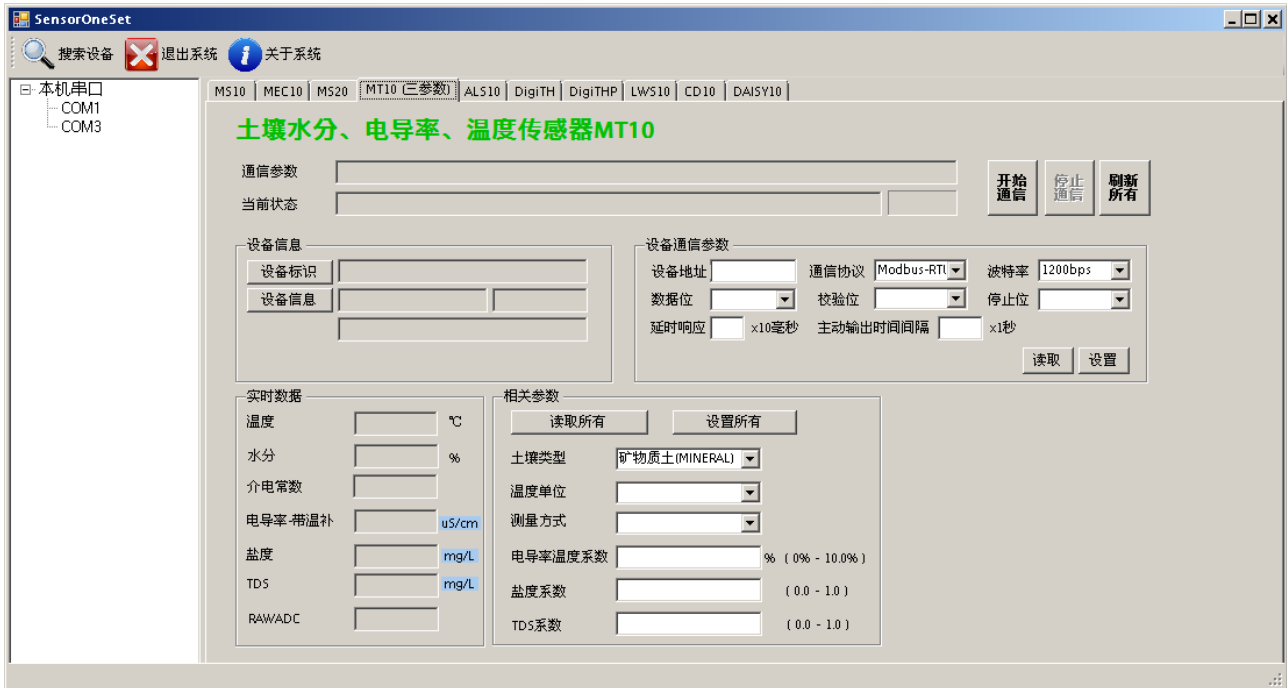 SensorOneSet
搜索设备 退出系统 关于系统
本机串口
COM1
COM3
MS10 MEC10 MS20 MT10 (三参数) ALS10 DigiTH DigiTHP LWS10 CD10 DAISY10
土壤水分、电导率、温度传感器MT10
通信参数
当前状态
开始通信 停止通信 刷新所有
设备信息
设备标识
设备信息
设备通信参数
设备地址 通信协议 Modbus-RTU 波特率 1200bps
数据位 校验位 停止位
延时响应 x10毫秒 主动输出时间间隔 x1秒
读取 设置
实时数据
温度 ℃
水分 %
介电常数
电导率-带温补 uS/cm
盐度 mg/L
TDS mg/L
RAWADC
相关参数
读取所有 设置所有
土壤类型 矿物质土(MINERAL)
温度单位
测量方式
电导率温度系数 % ( 0% - 10.0% )
盐度系数 ( 0.0 - 1.0 )
TDS系数 ( 0.0 - 1.0 )